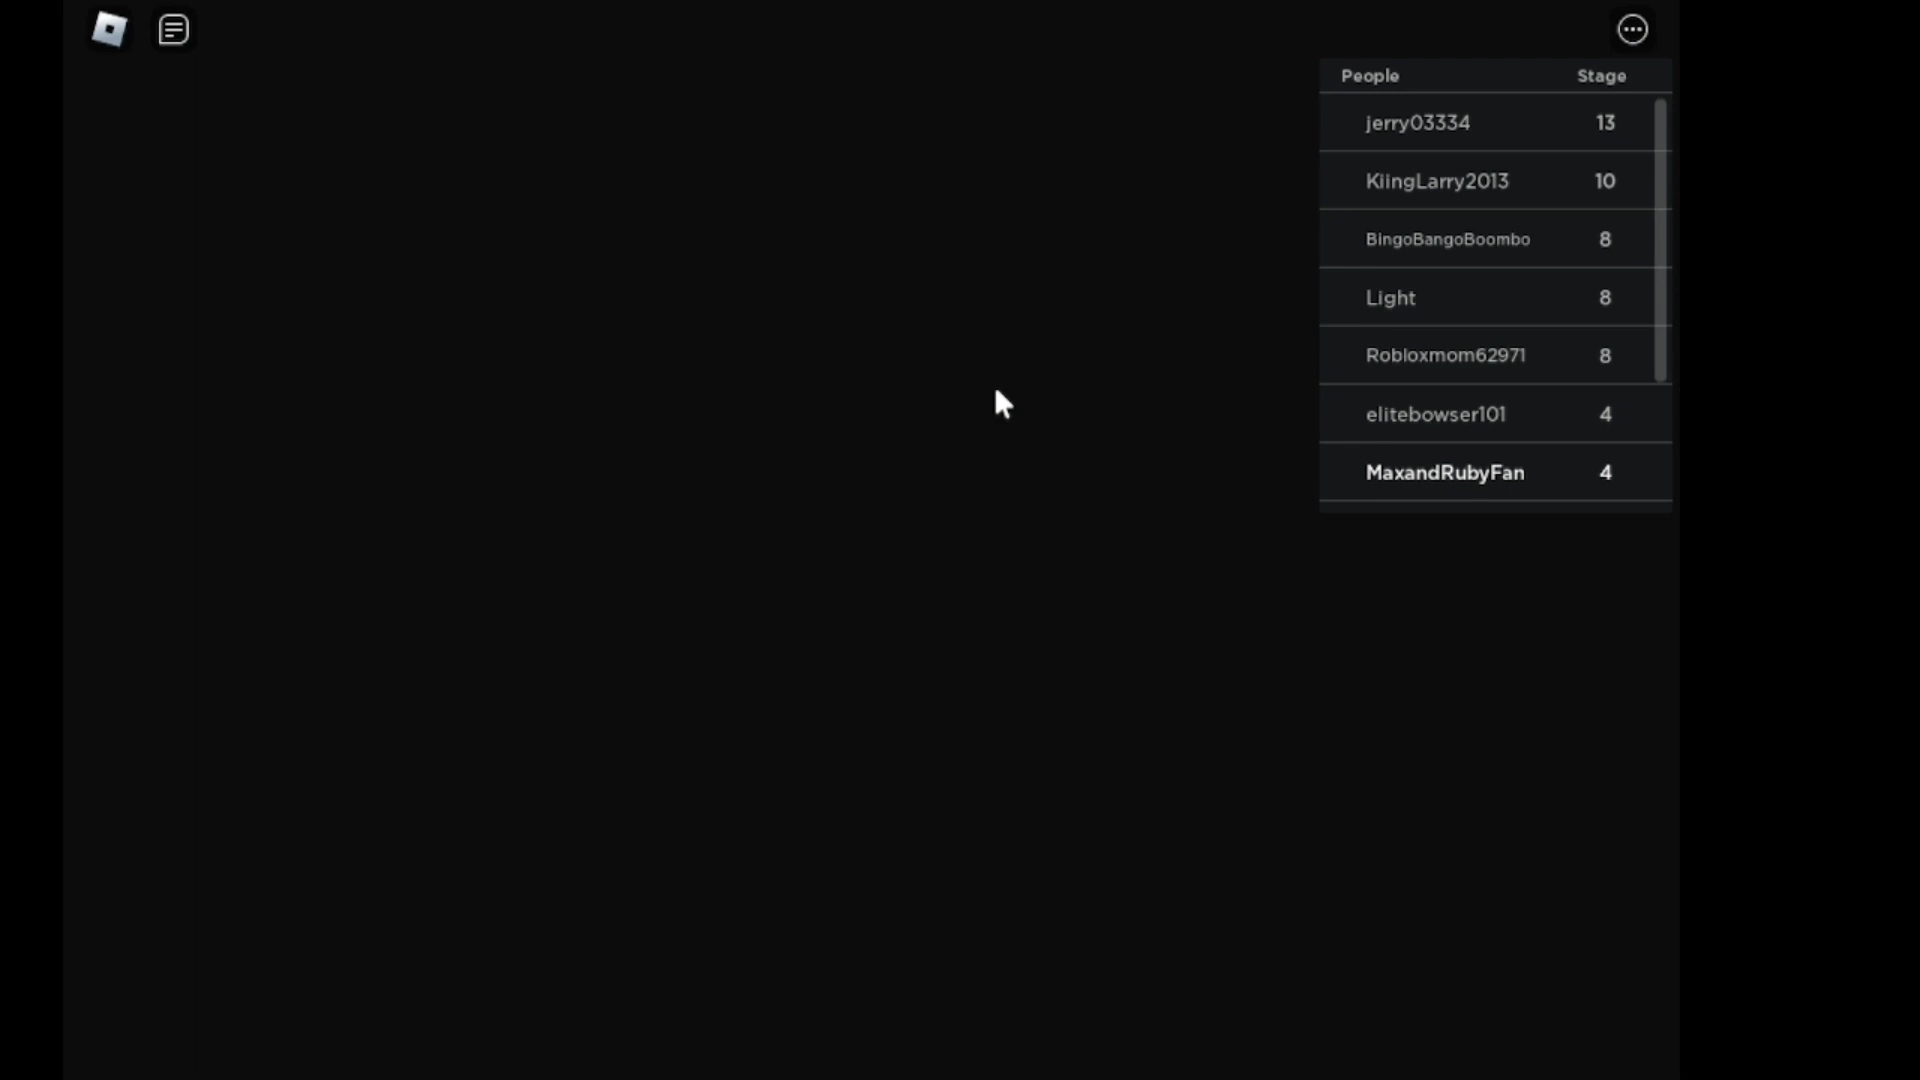 People Stage
jerry03334 13
KiingLarry2013 10
BingoBangoBoombo 8
Light 8
Robloxmom62971 8
elitebowser101 4
MaxandRubyFan 4